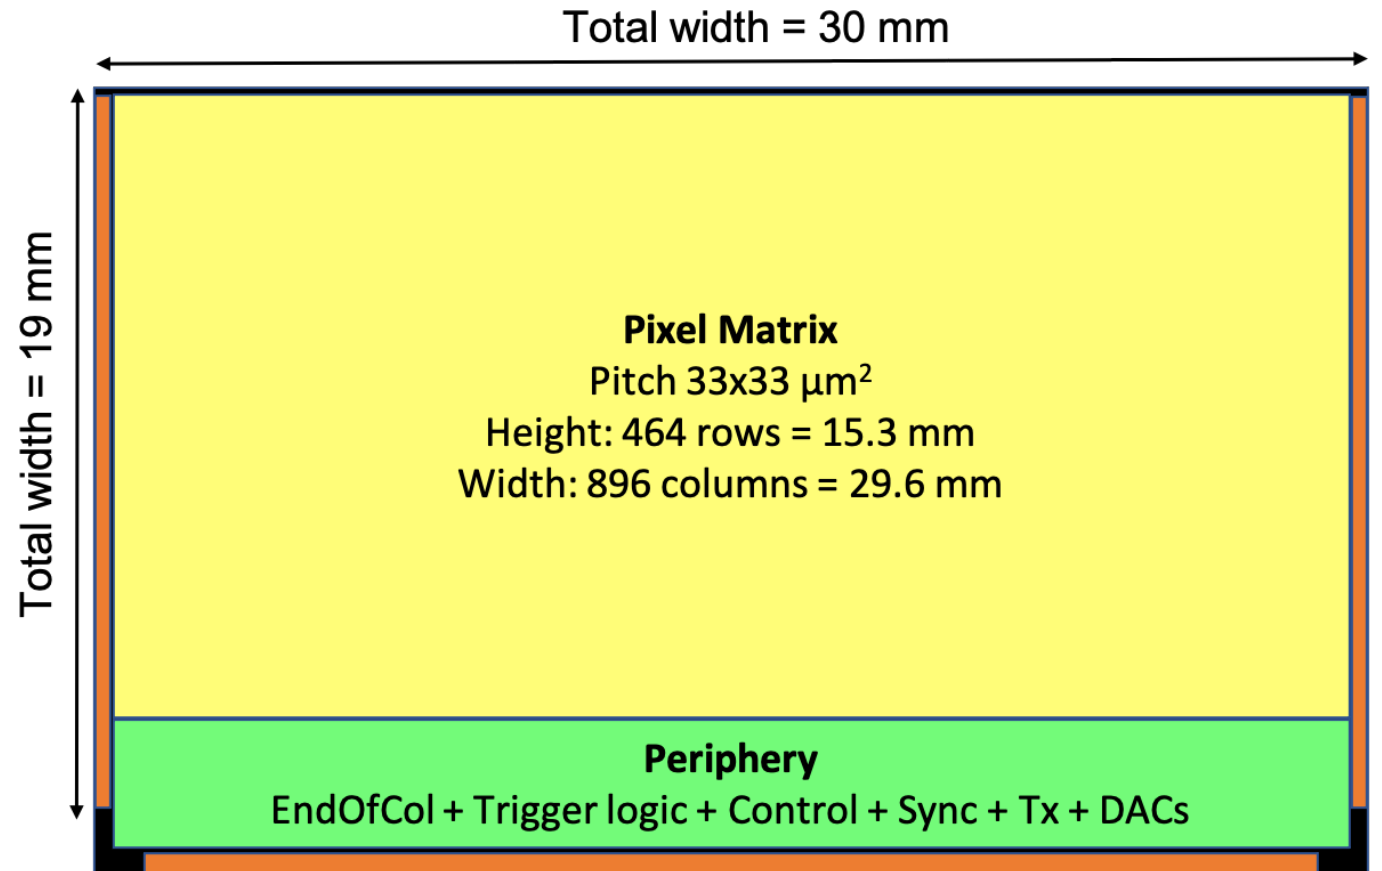 Total width = 30 mm
Total width = 19 mm
Pixel Matrix
Pitch 33x33 µm²
Height: 464 rows = 15.3 mm
Width: 896 columns = 29.6 mm
Periphery
EndOfCol + Trigger logic + Control + Sync + Tx + DACs